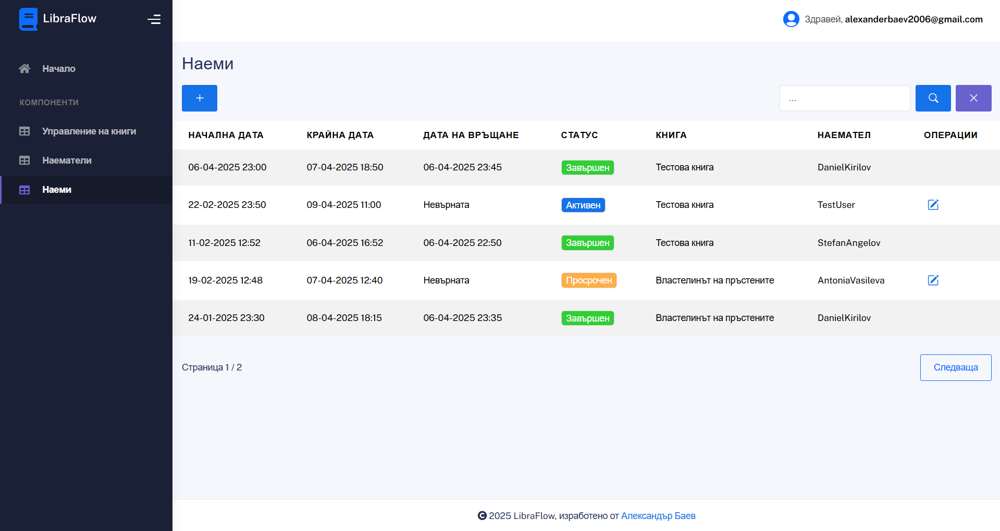 LibraFlow
Здравей, alexanderbaev2006@gmail.com
Начало
КОМПОНЕНТИ
Управление на книги
Наематели
Наеми
Наеми
...
НАЧАЛНА ДАТА КРАЙНА ДАТА ДАТА НА ВРЪЩАНЕ СТАТУС КНИГА НАЕМАТЕЛ ОПЕРАЦИИ
06-04-2025 23:00 07-04-2025 18:50 06-04-2025 23:45 Завършен Тестова книга DanielKirilov
22-02-2025 23:50 09-04-2025 11:00 Невърната Активен Тестова книга TestUser
11-02-2025 12:52 06-04-2025 16:52 06-04-2025 22:50 Завършен Тестова книга StefanAngelov
19-02-2025 12:48 07-04-2025 12:40 Невърната Просрочен Властелинът на пръстените AntoniaVasileva
24-01-2025 23:30 08-04-2025 18:15 06-04-2025 23:35 Завършен Властелинът на пръстените DanielKirilov
Страница 1 / 2
Следваща
2025 LibraFlow, изработено от Александър Баев